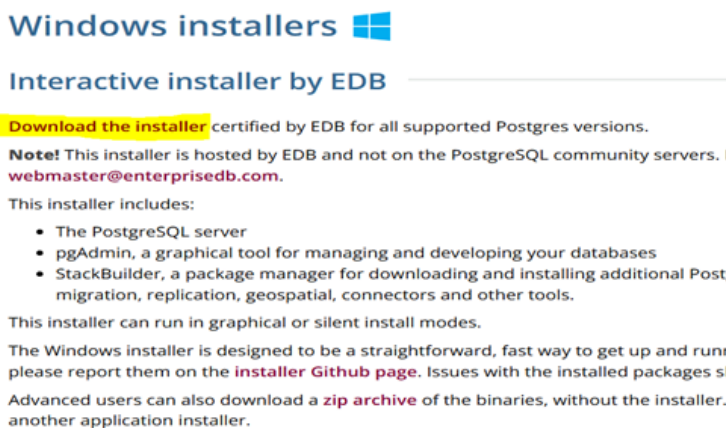 Windows installers
Interactive installer by EDB
Download the installer certified by EDB for all supported Postgres versions.
Note! This installer is hosted by EDB and not on the PostgreSQL community servers.
webmaster@enterprisedb.com.
This installer includes:
• The PostgreSQL server
• pgAdmin, a graphical tool for managing and developing your databases
• StackBuilder, a package manager for downloading and installing additional
migration, replication, geospatial, connectors and other tools.
This installer can run in graphical or silent install modes.
The Windows installer is designed to be a straightforward, fast way to get up and
please report them on the installer Github page. Issues with the installed packages
Advanced users can also download a zip archive of the binaries, without the installer.
another application installer.